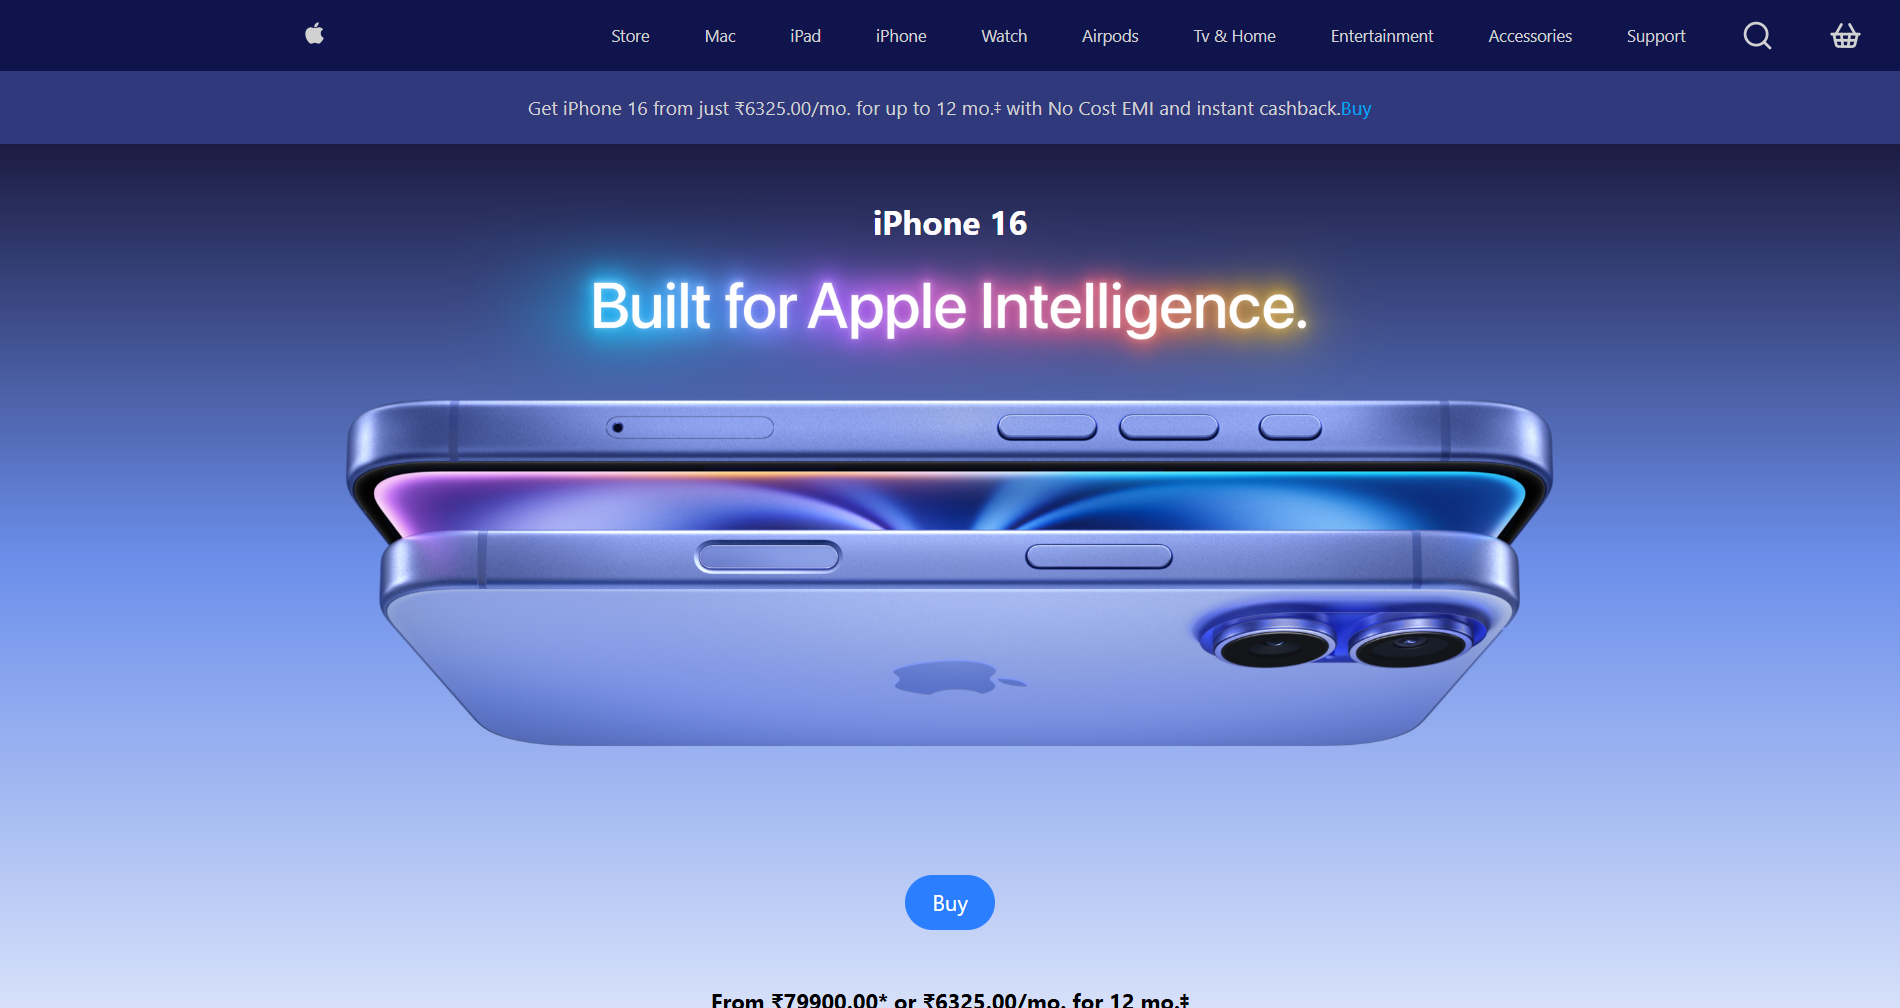 Store Mac iPad iPhone Watch Airpods Tv & Home Entertainment Accessories Support
Get iPhone 16 from just ₹6325.00/mo. for up to 12 mo.‡ with No Cost EMI and instant cashback.Buy
iPhone 16
Built for Apple Intelligence.
Buy
From ₹79900.00* or ₹6325.00/mo. for 12 mo.‡